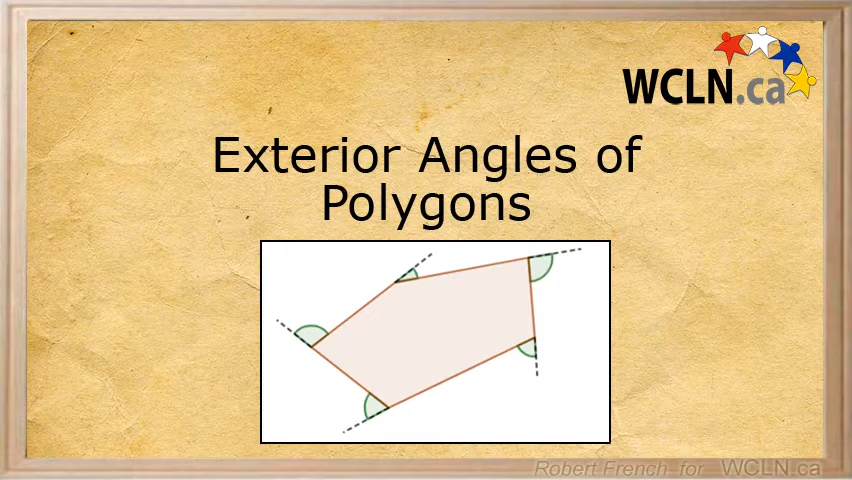 WCLN.ca
Exterior Angles of
Polygons
Robert French for WCLN.ca